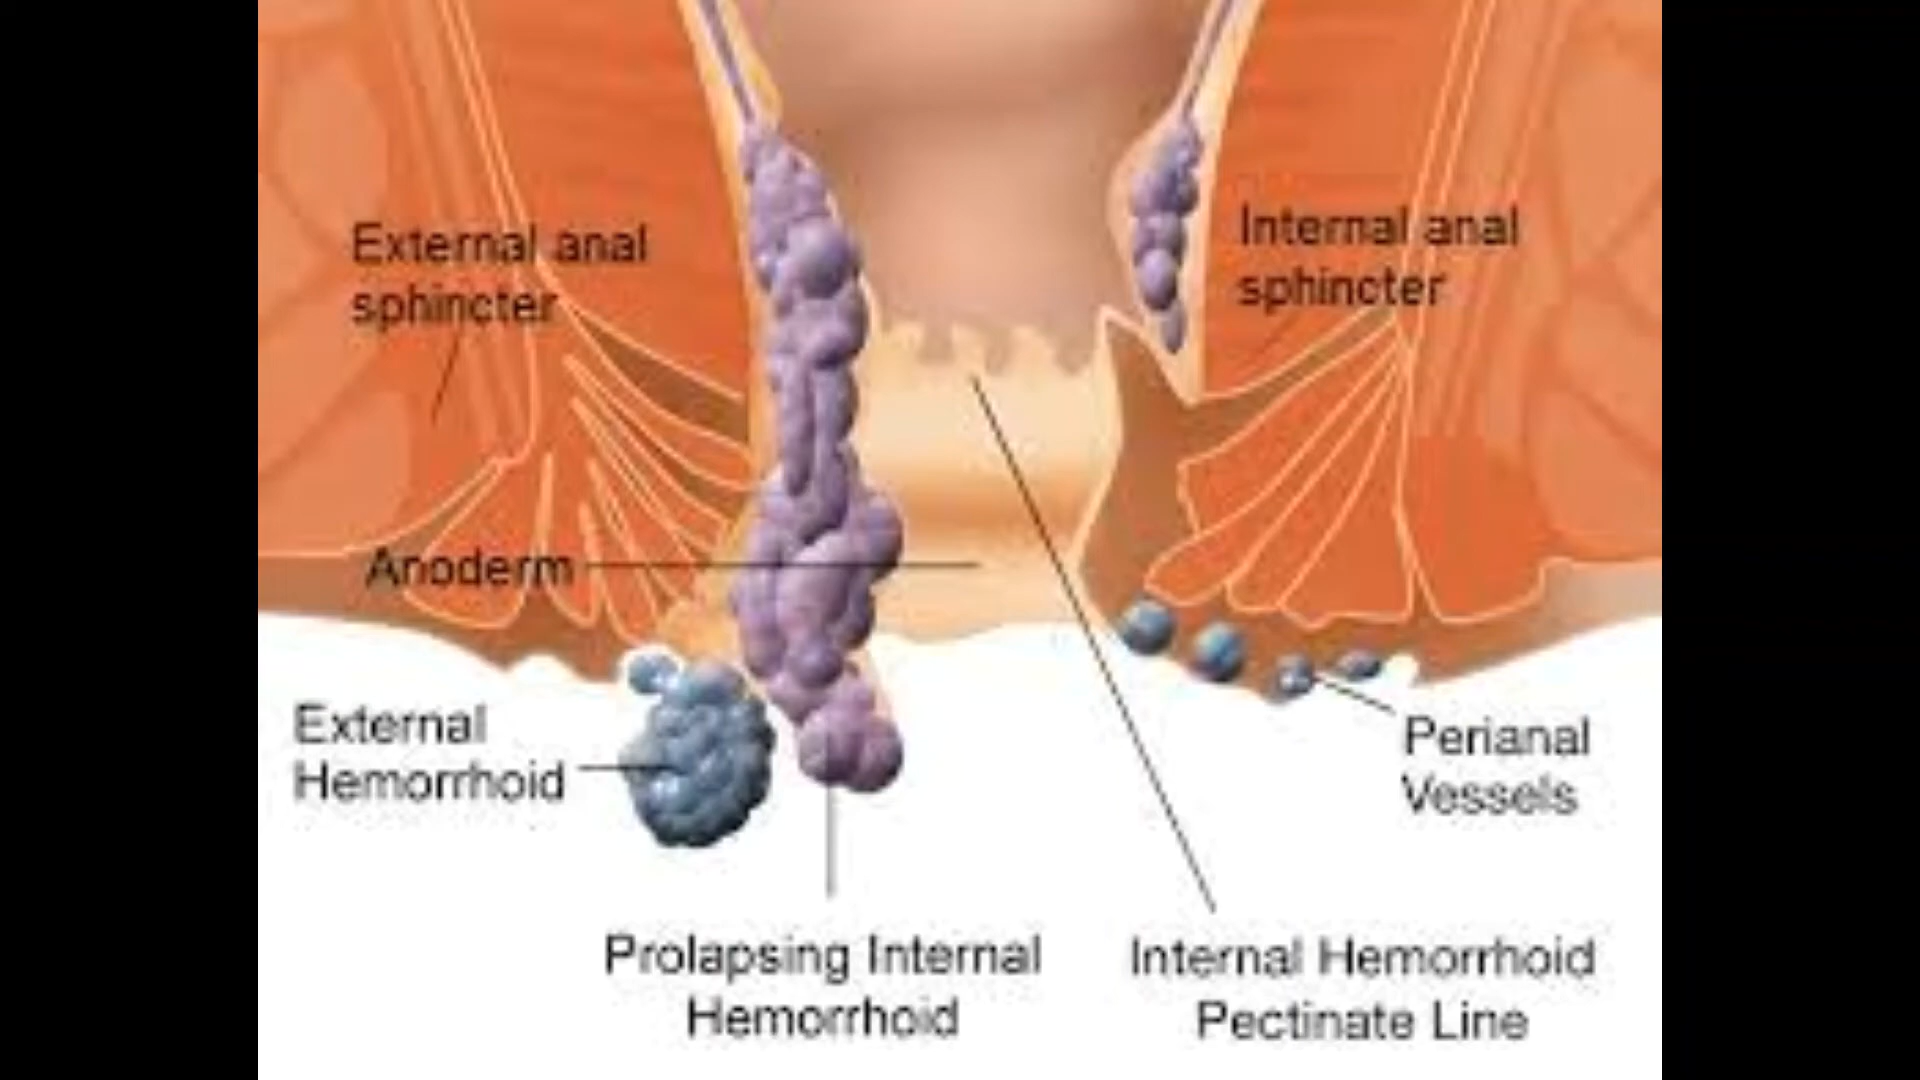 External anal
sphincter
Internal anal
sphincter
Anoderm
External
Hemorrhoid
Perianal
Vessels
Prolapsing Internal
Hemorrhoid
Internal Hemorrhoid
Pectinate Line